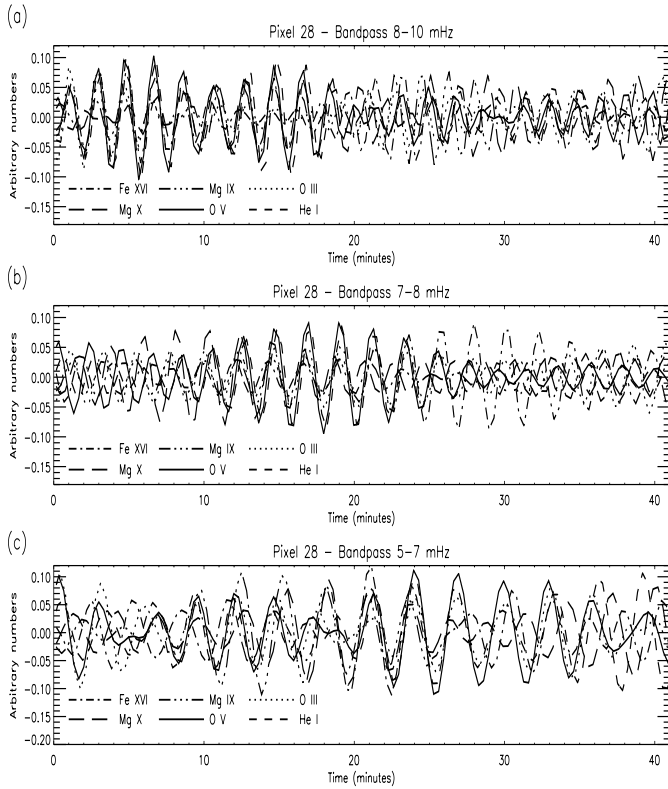 (a)
Pixel 28 - Bandpass 8-10 mHz
Arbitrary numbers
0.10
0.05
0.00
-0.05
-0.10
-0.15
Fe XVI Mg IX O III
Mg X O V He I
0 10 20 30 40
Time (minutes)
(b)
Pixel 28 - Bandpass 7-8 mHz
Arbitrary numbers
0.10
0.05
0.00
-0.05
-0.10
-0.15
Fe XVI Mg IX O III
Mg X O V He I
0 10 20 30 40
Time (minutes)
(c)
Pixel 28 - Bandpass 5-7 mHz
Arbitrary numbers
0.10
0.05
0.00
-0.05
-0.10
-0.15
-0.20
Fe XVI Mg IX O III
Mg X O V He I
0 10 20 30 40
Time (minutes)